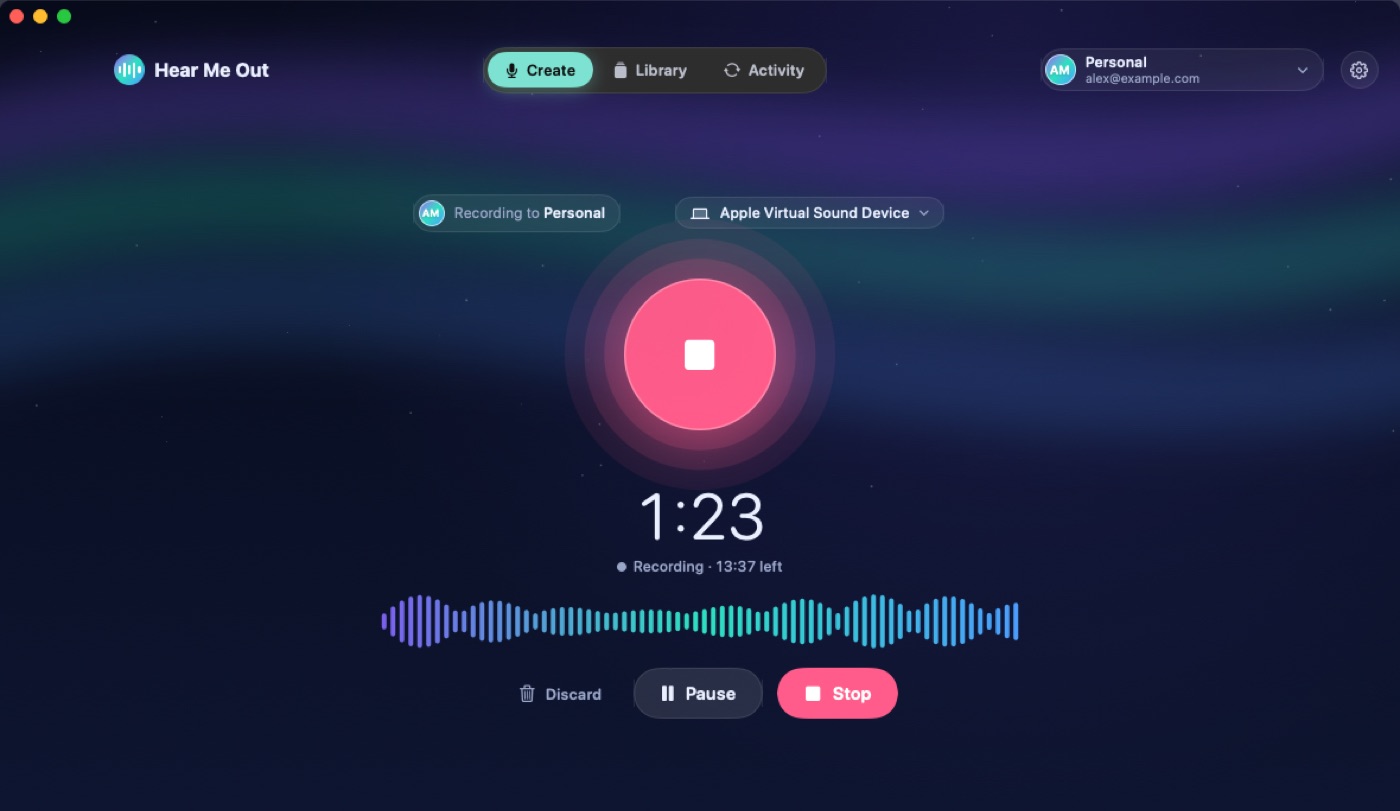 Hear Me Out
Create
Library
Activity
AM
Personal
alex@example.com
AM
Recording to Personal
Apple Virtual Sound Device
1:23
Recording · 13:37 left
Discard
Pause
Stop